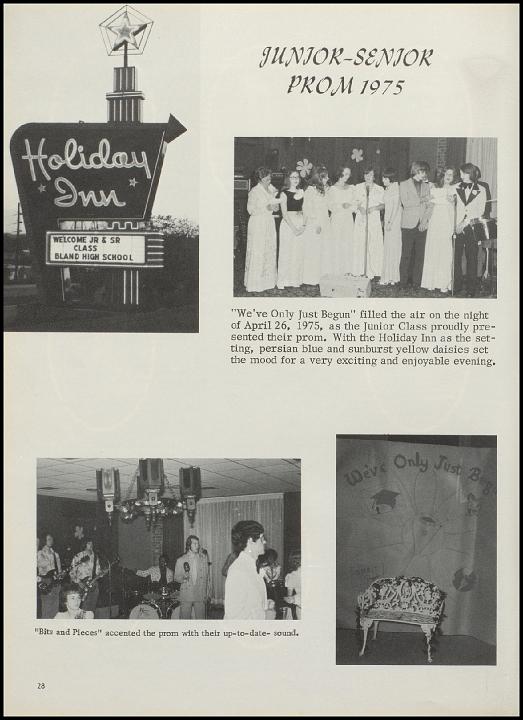 JUNIOR-SENIOR
PROM 1975
Holiday
Inn
WELCOME JR & SR
CLASS
BLAND HIGH SCHOOL
"We've Only Just Begun" filled the air on the night
of April 26, 1975, as the Junior Class proudly pre-
sented their prom. With the Holiday Inn as the set-
ting, persian blue and sunburst yellow daisies set
the mood for a very exciting and enjoyable evening.
We've Only Just Beg
"Bits and Pieces" accented the prom with their up-to-date- sound.
28